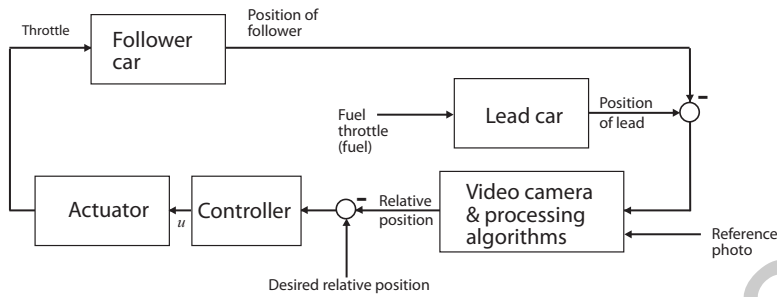 Throttle
Follower
car
Position of
follower
Fuel
throttle
(fuel)
Lead car
Position
of lead
Actuator
u
Controller
Relative
position
Video camera
& processing
algorithms
Reference
photo
Desired relative position